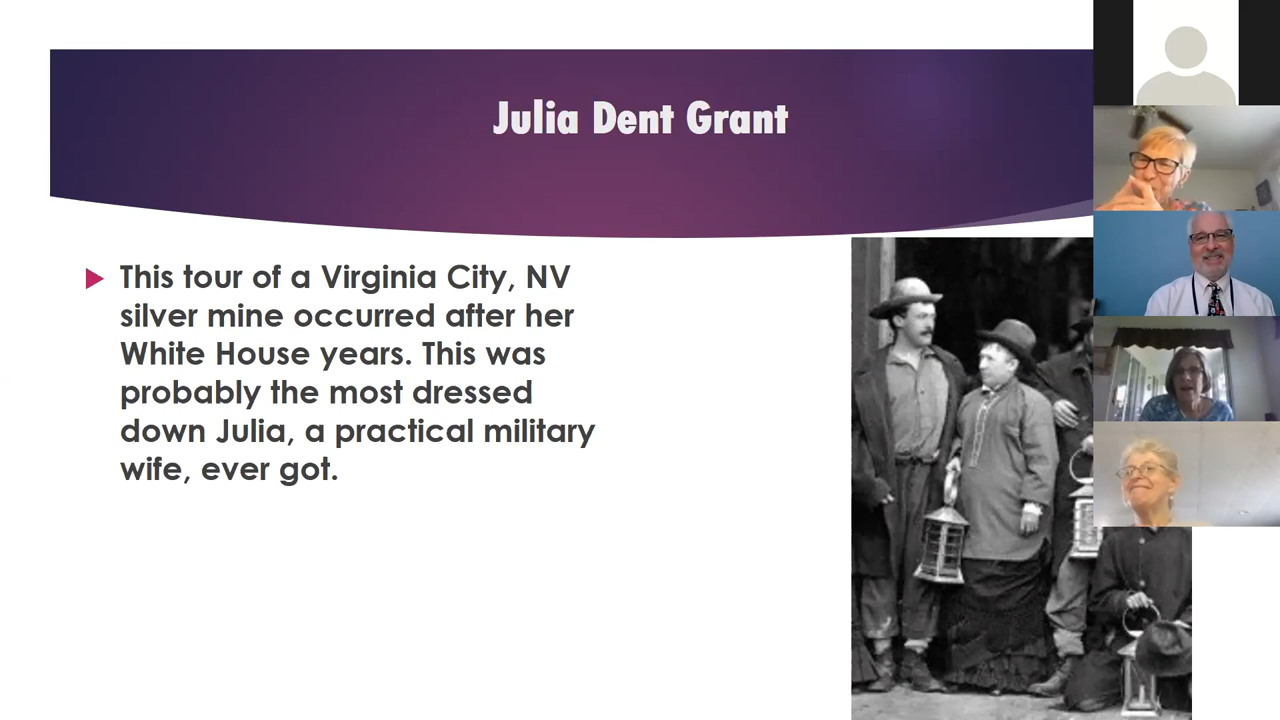 Julia Dent Grant
This tour of a Virginia City, NV
silver mine occurred after her
White House years. This was
probably the most dressed
down Julia, a practical military
wife, ever got.